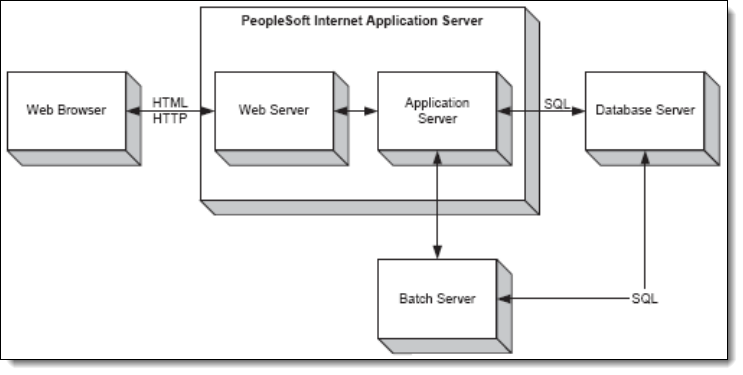 PeopleSoft Internet Application Server
Web Browser
HTML
HTTP
Web Server
Application
Server
SQL
Database Server
Batch Server
SQL